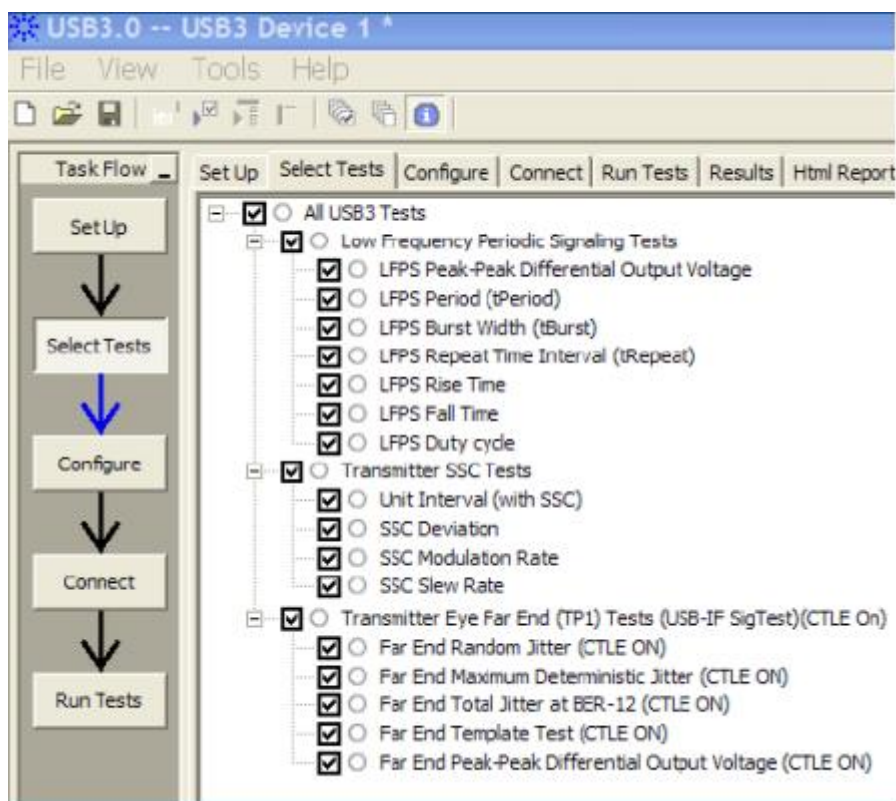 USB3.0 -- USB3 Device 1 *
File View Tools Help
Task Flow
Set Up
Select Tests
Configure
Connect
Run Tests
Set Up Select Tests Configure Connect Run Tests Results Html Report
All USB3 Tests
Low Frequency Periodic Signaling Tests
LFPS Peak-Peak Differential Output Voltage
LFPS Period (tPeriod)
LFPS Burst Width (tBurst)
LFPS Repeat Time Interval (tRepeat)
LFPS Rise Time
LFPS Fall Time
LFPS Duty cycle
Transmitter SSC Tests
Unit Interval (with SSC)
SSC Deviation
SSC Modulation Rate
SSC Slew Rate
Transmitter Eye Far End (TP1) Tests (USB-IF SigTest)(CTLE On)
Far End Random Jitter (CTLE ON)
Far End Maximum Deterministic Jitter (CTLE ON)
Far End Total Jitter at BER-12 (CTLE ON)
Far End Template Test (CTLE ON)
Far End Peak-Peak Differential Output Voltage (CTLE ON)